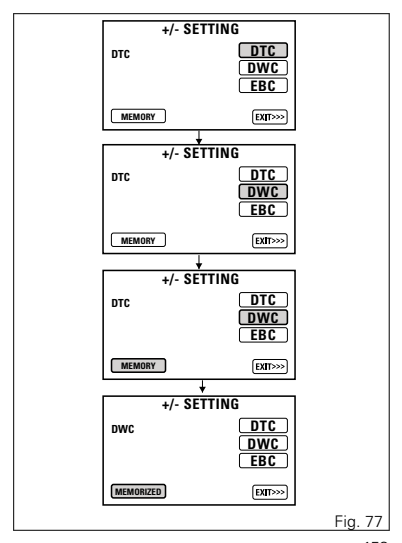 +/- SETTING
DTC DTC
DWC
EBC
MEMORY EXIT>>>
+/- SETTING
DTC DTC
DWC
EBC
MEMORY EXIT>>>
+/- SETTING
DTC DTC
DWC
EBC
MEMORY EXIT>>>
+/- SETTING
DWC DTC
DWC
EBC
MEMORIZED EXIT>>>
Fig. 77